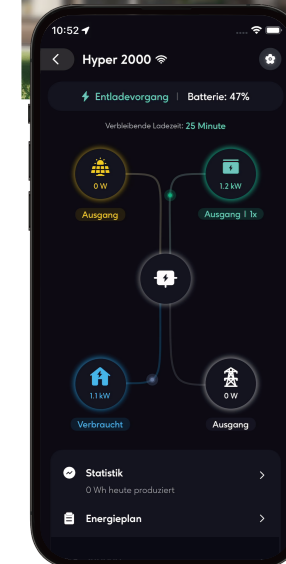 10:52
Hyper 2000
Entladevorgang | Batterie: 47%
Verbleibende Ladezeit: 25 Minute
0 W
1.2 kW
Ausgang
Ausgang | 1x
1.1 kW
0 W
Verbraucht
Ausgang
Statistik
0 Wh heute produziert
Energieplan